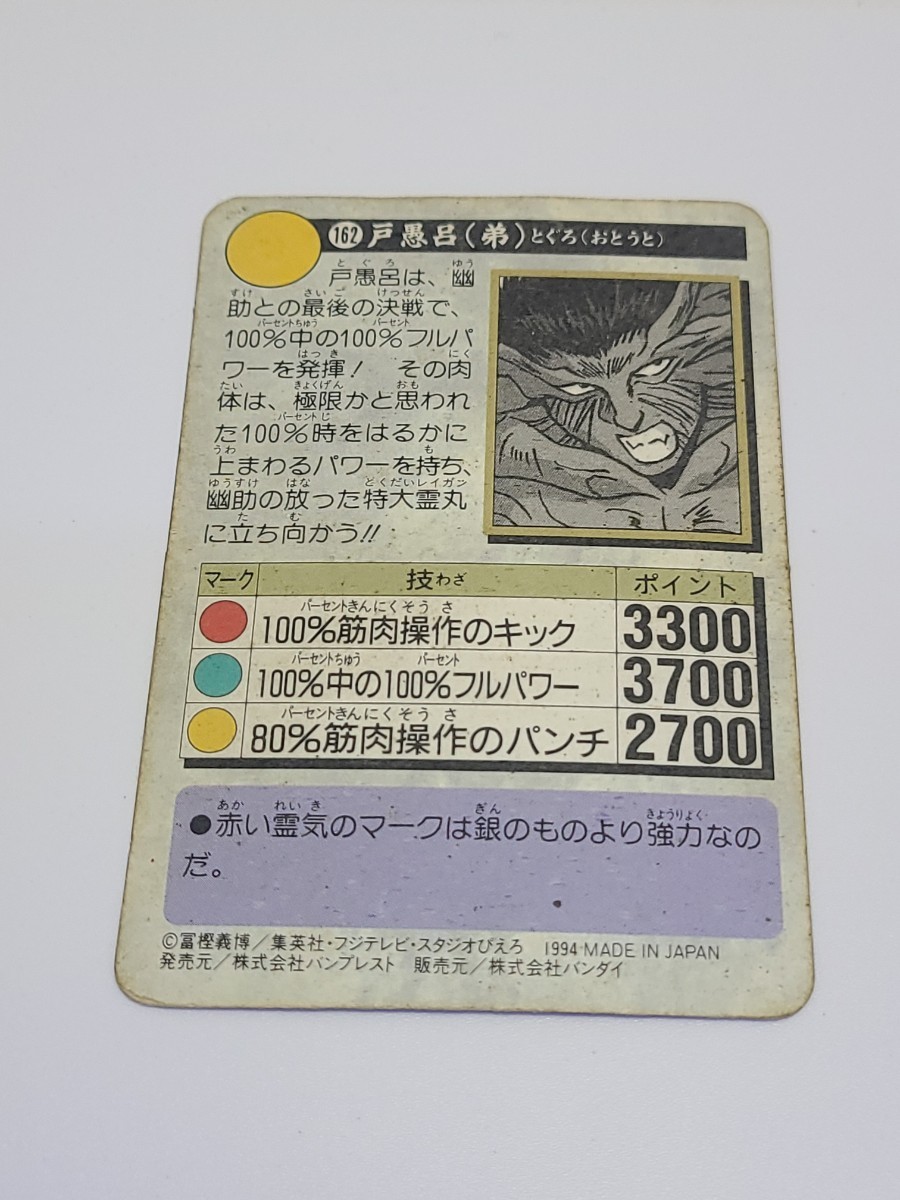 162 戸愚呂(弟) とぐろ(おとうと)
戸愚呂は、幽
助との最後の決戦で、
100%中の100%フルパ
ワーを発揮! その肉
体は、極限かと思われ
た100%時をはるかに
上まわるパワーを持ち、
幽助の放った特大霊丸
に立ち向かう!!
マーク 技わざ ポイント
100%筋肉操作のキック 3300
100%中の100%フルパワー 3700
80%筋肉操作のパンチ 2700
●赤い霊気のマークは銀のものより強力なの
だ。
©冨樫義博/集英社・フジテレビ・スタジオぴえろ 1994 MADE IN JAPAN
発売元/株式会社バンプレスト 販売元/株式会社バンダイ